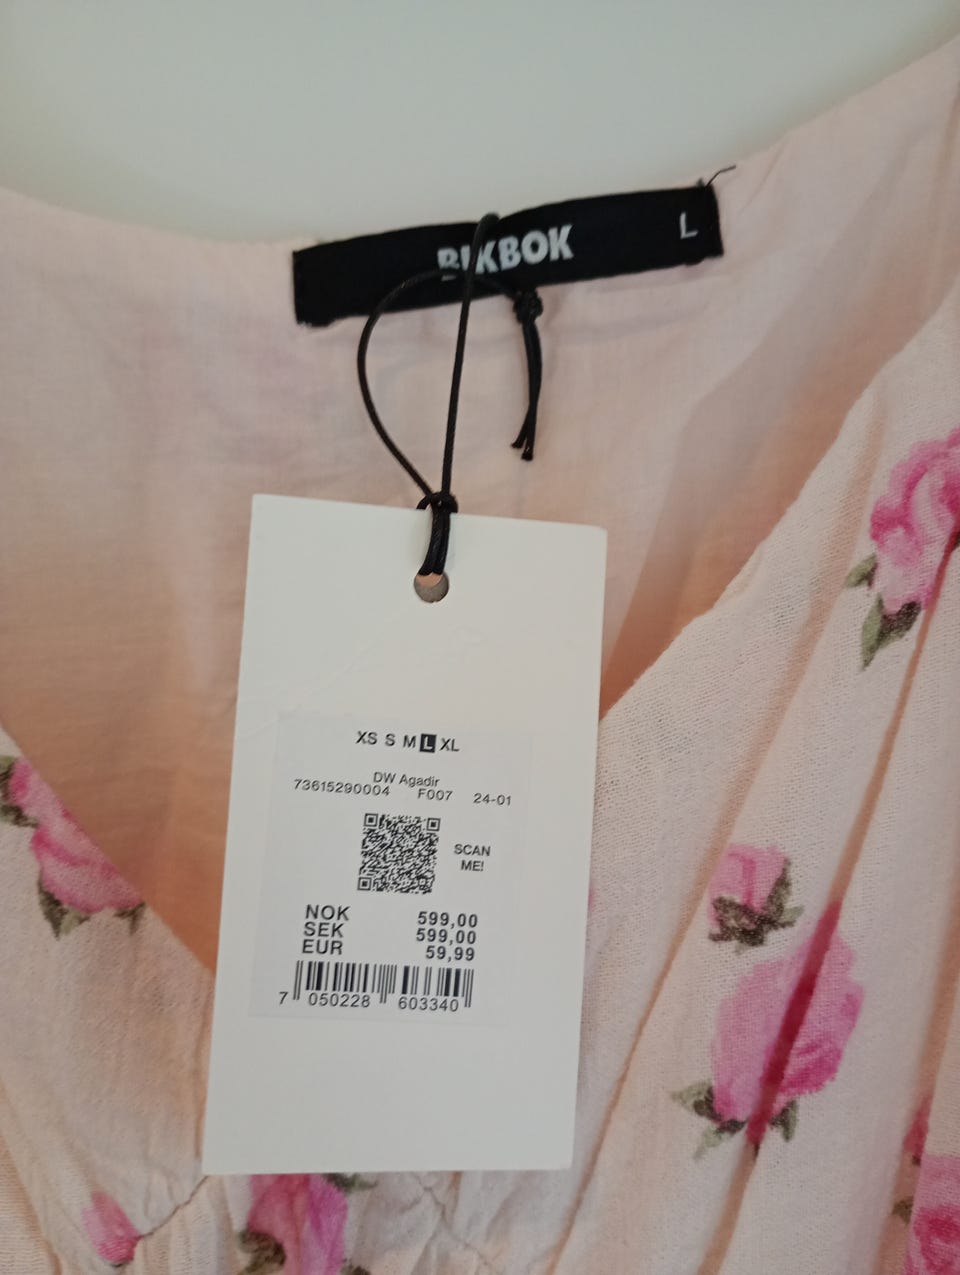 BIKBOK L
XS S M L XL
DW Agadir
73615290004 F007 24-01
SCAN
ME!
NOK 599,00
SEK 599,00
EUR 59,99
7 050228 603340